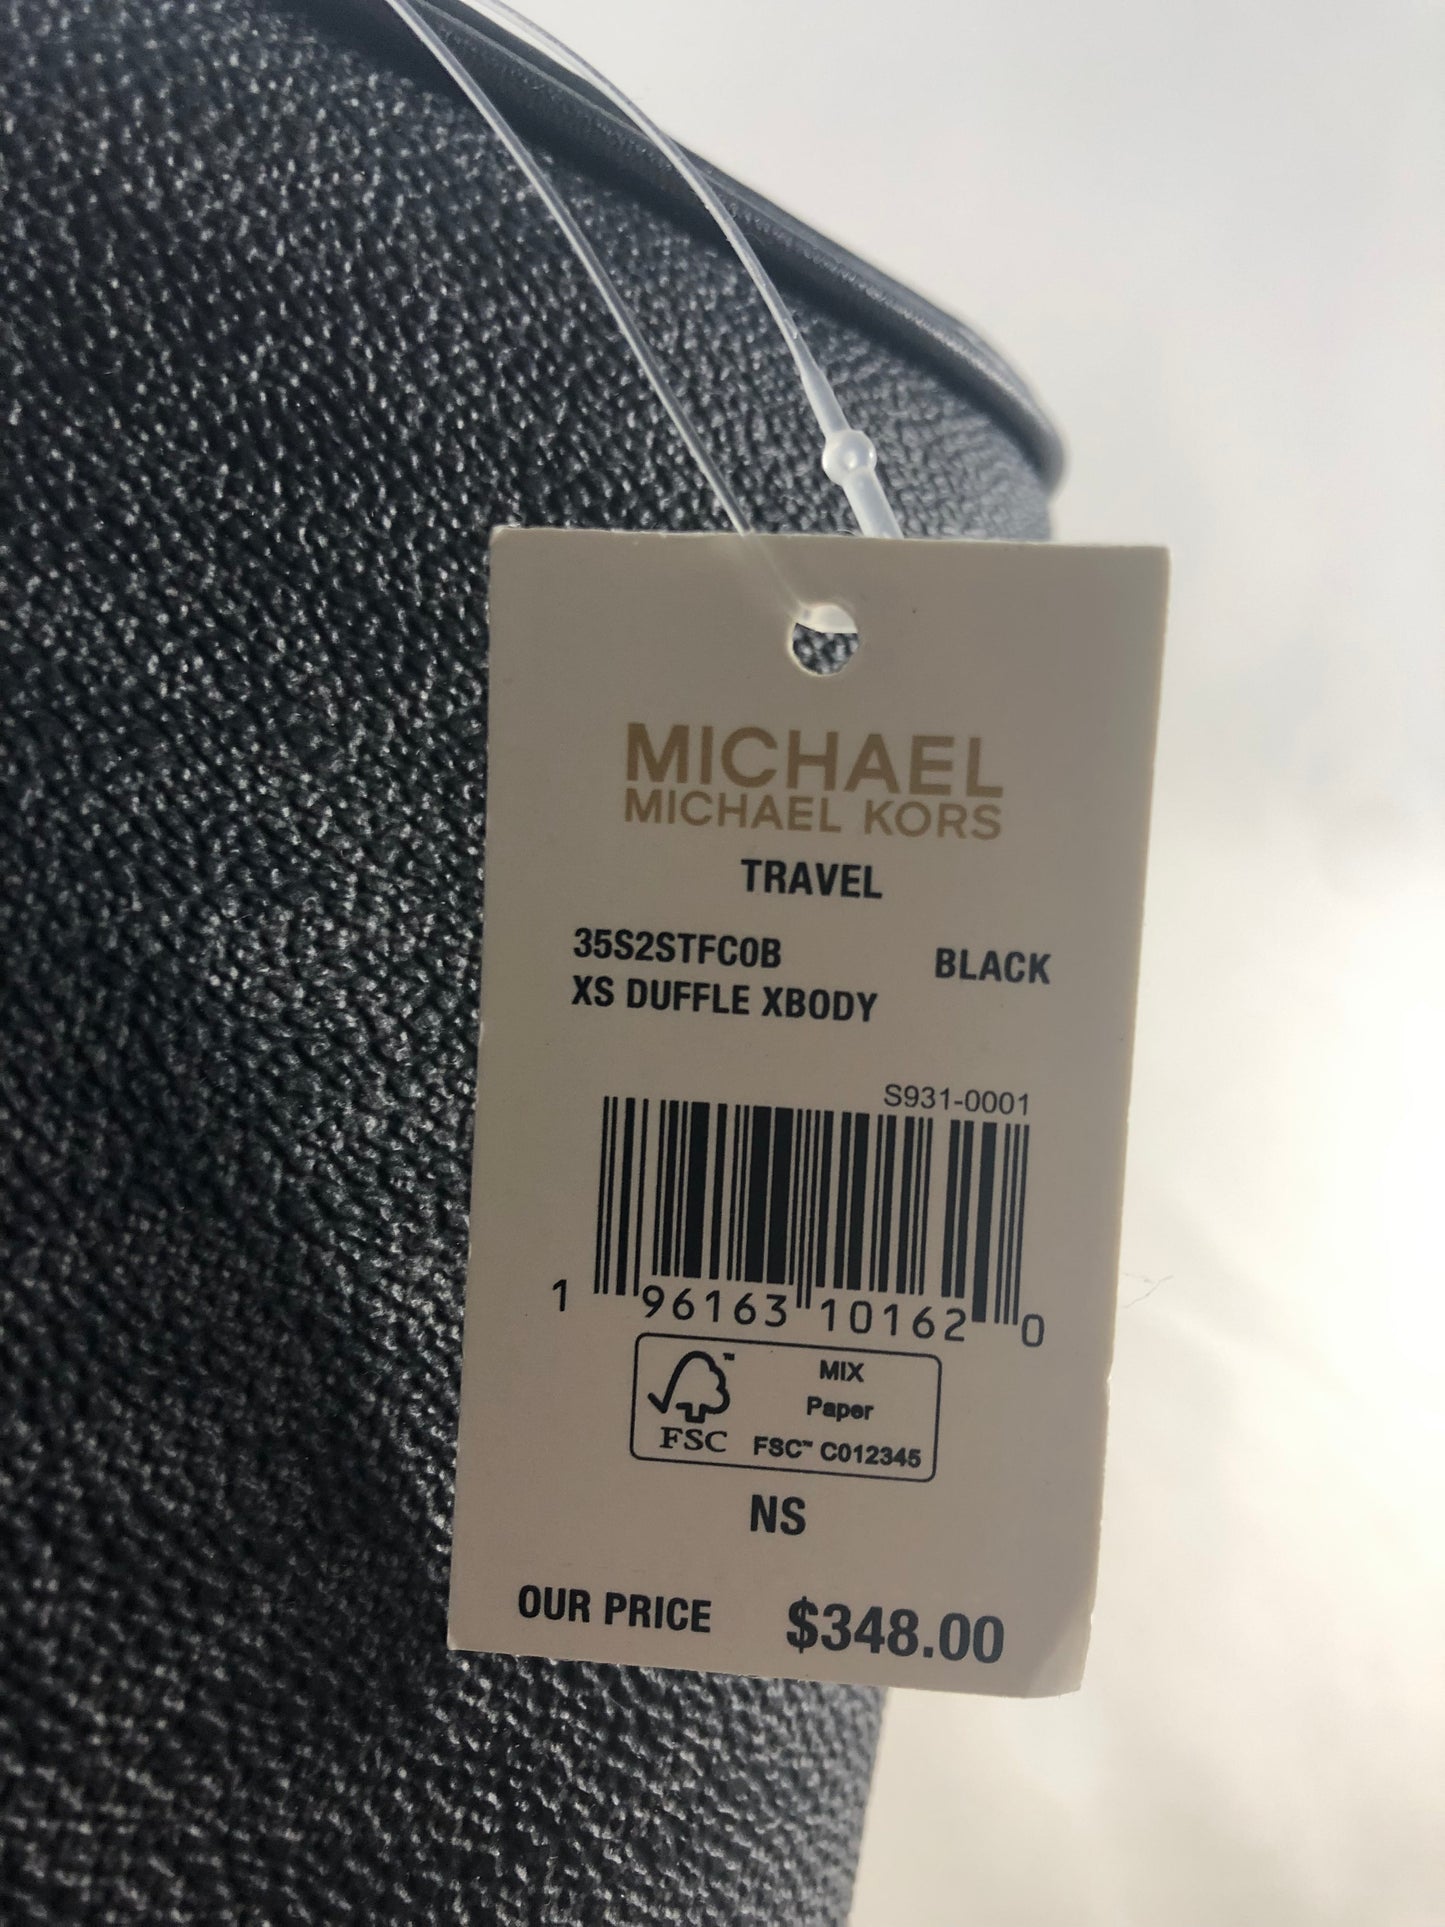 MICHAEL
MICHAEL KORS
TRAVEL
35S2STFC0B BLACK
XS DUFFLE XBODY
S931-0001
1 96163 10162 0
FSC™
MIX
Paper
FSC™ C012345
NS
OUR PRICE $348.00